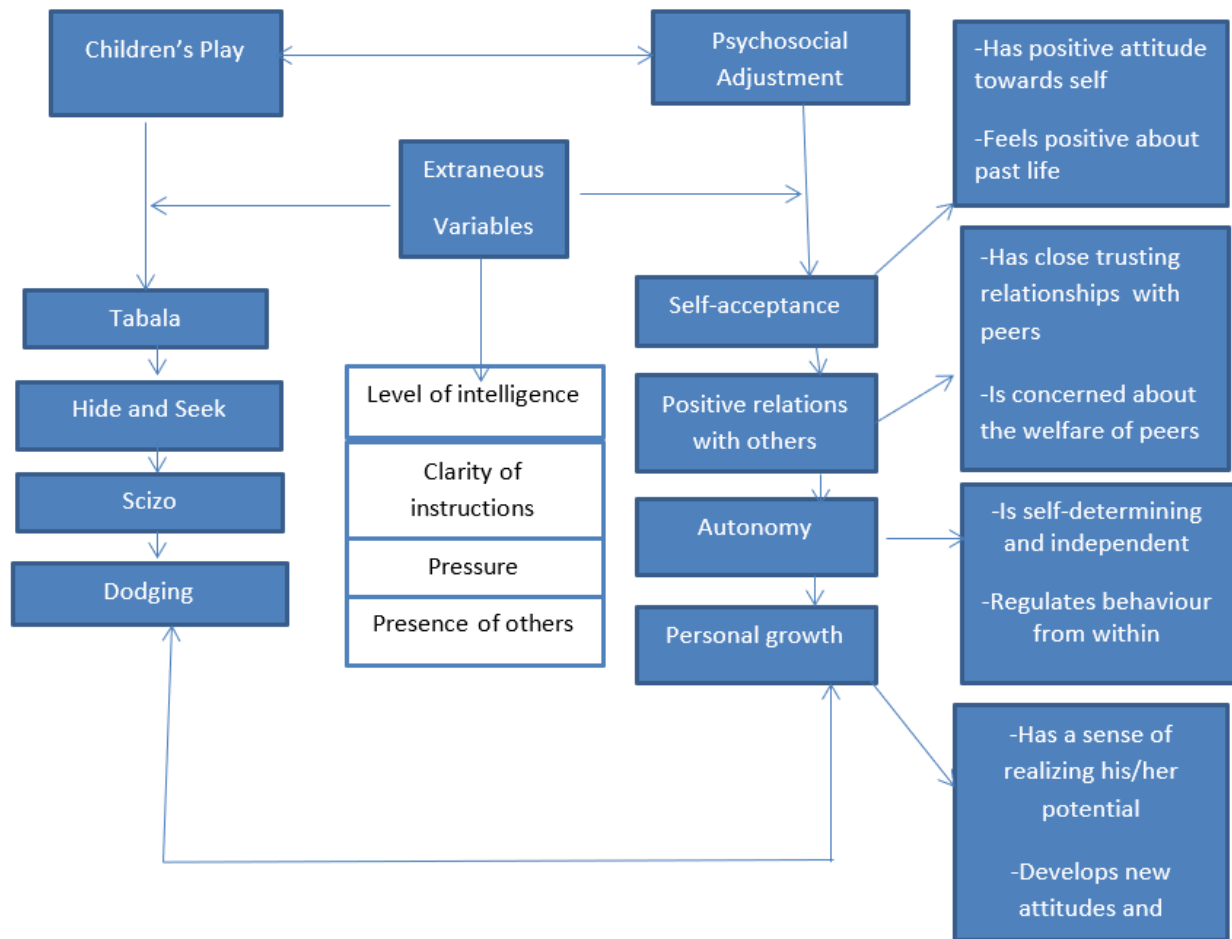 Children’s Play
Psychosocial
Adjustment
-Has positive attitude
towards self
-Feels positive about
past life
Extraneous
Variables
-Has close trusting
relationships with
peers
-Is concerned about
the welfare of peers
Tabala
Hide and Seek
Scizo
Dodging
Level of intelligence
Clarity of
instructions
Pressure
Presence of others
Self-acceptance
Positive relations
with others
Autonomy
Personal growth
-Is self-determining
and independent
-Regulates behaviour
from within
-Has a sense of
realizing his/her
potential
-Develops new
attitudes and